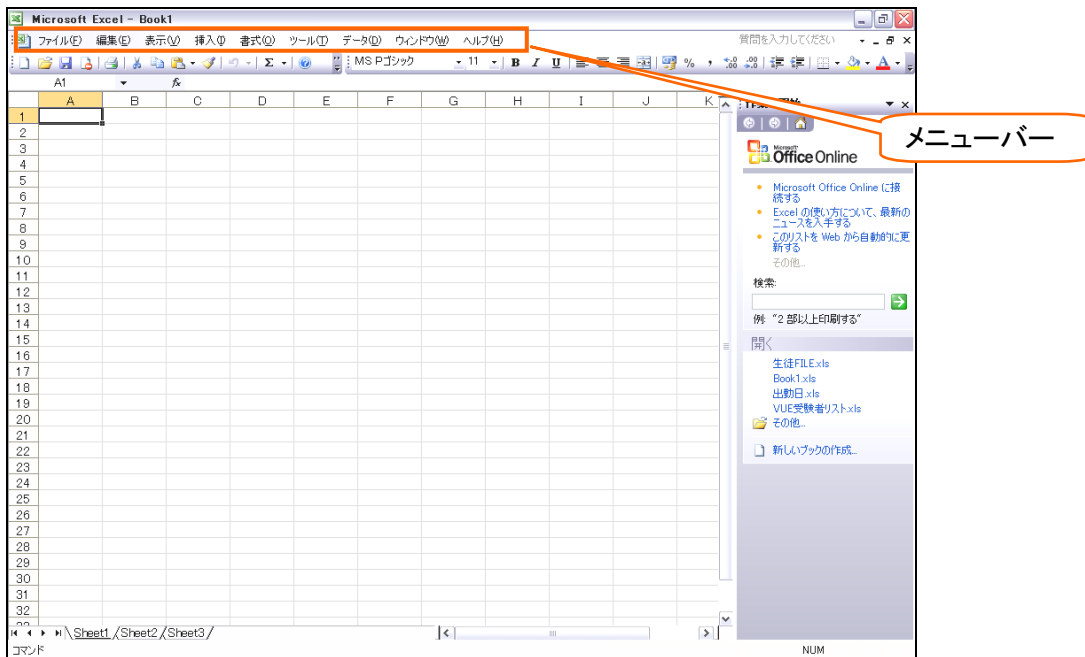 Microsoft Excel - Book1
ファイル(F) 編集(E) 表示(V) 挿入(I) 書式(O) ツール(T) データ(D) ウィンドウ(W) ヘルプ(H) 質問を入力してください
MS Pゴシック 11 B I U % ,
A1 fx
A B C D E F G H I J K
メニューバー
Microsoft Office Online
Microsoft Office Online に接
続する
Excel の使い方について、最新の
ニュースを入手する
このリストを Web から自動的に更
新する
その他...
検索:
例: "2 部以上印刷する"
開く
生徒FILE.xls
Book1.xls
出勤日.xls
VUE受験者リスト.xls
その他...
新しいブックの作成...
1
2
3
4
5
6
7
8
9
10
11
12
13
14
15
16
17
18
19
20
21
22
23
24
25
26
27
28
29
30
31
32
Sheet1 Sheet2 Sheet3
コマンド NUM